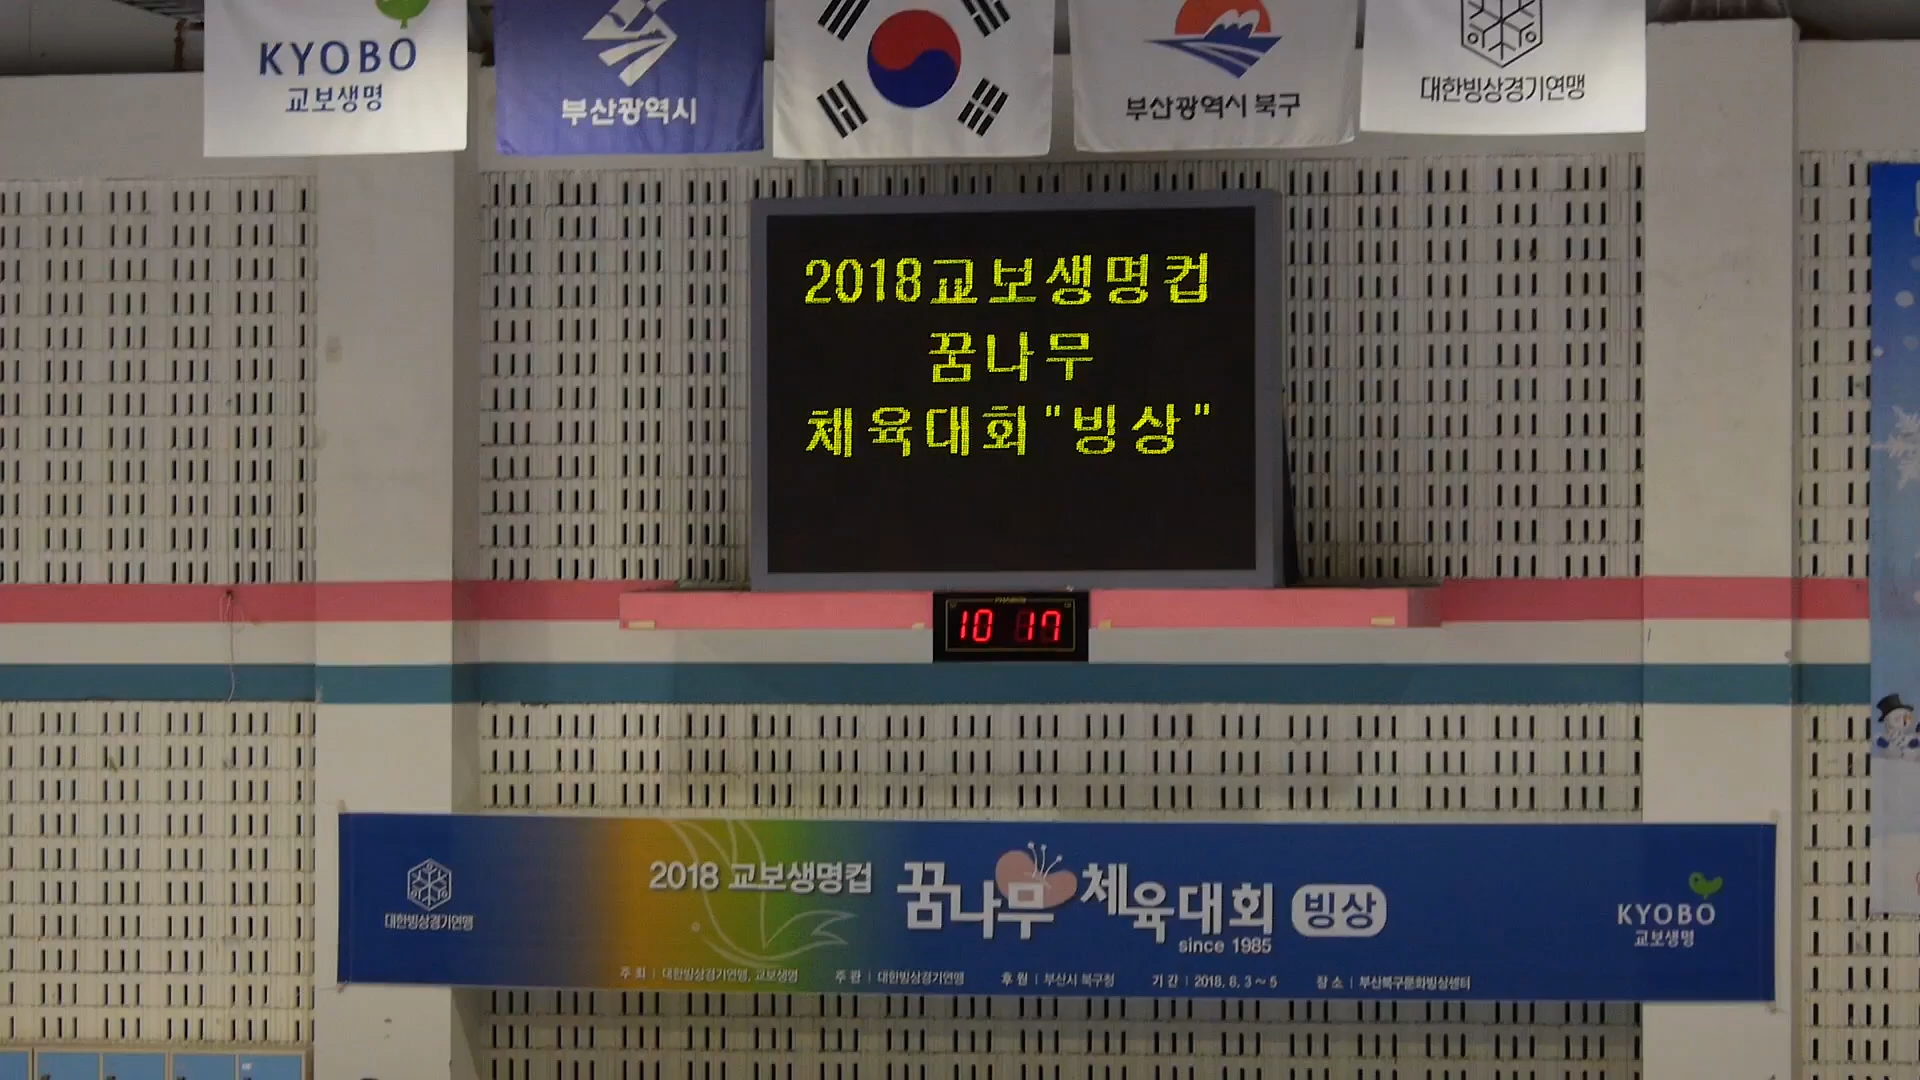 KYOBO
교보생명
부산광역시
부산광역시 북구
대한빙상경기연맹
2018교보생명컵
꿈나무
체육대회"빙상"
10 17
대한빙상경기연맹
2018 교보생명컵 꿈나무 체육대회 빙상
since 1985
KYOBO
교보생명
주 최 | 대한빙상경기연맹, 교보생명 주 관 | 대한빙상경기연맹 후 원 | 부산시 북구청 기 간 | 2018. 8. 3 ~ 5 장 소 | 부산북구문화빙상센터